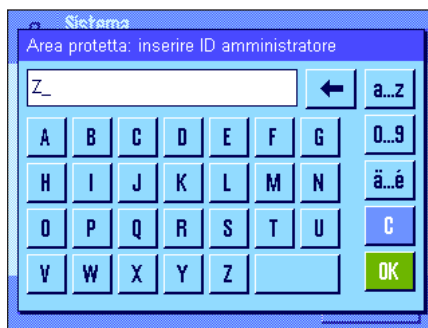 Sistema
Area protetta: inserire ID amministratore
Z_
a...z
A B C D E F G 0...9
H I J K L M N ä...é
O P Q R S T U C
V W X Y Z OK